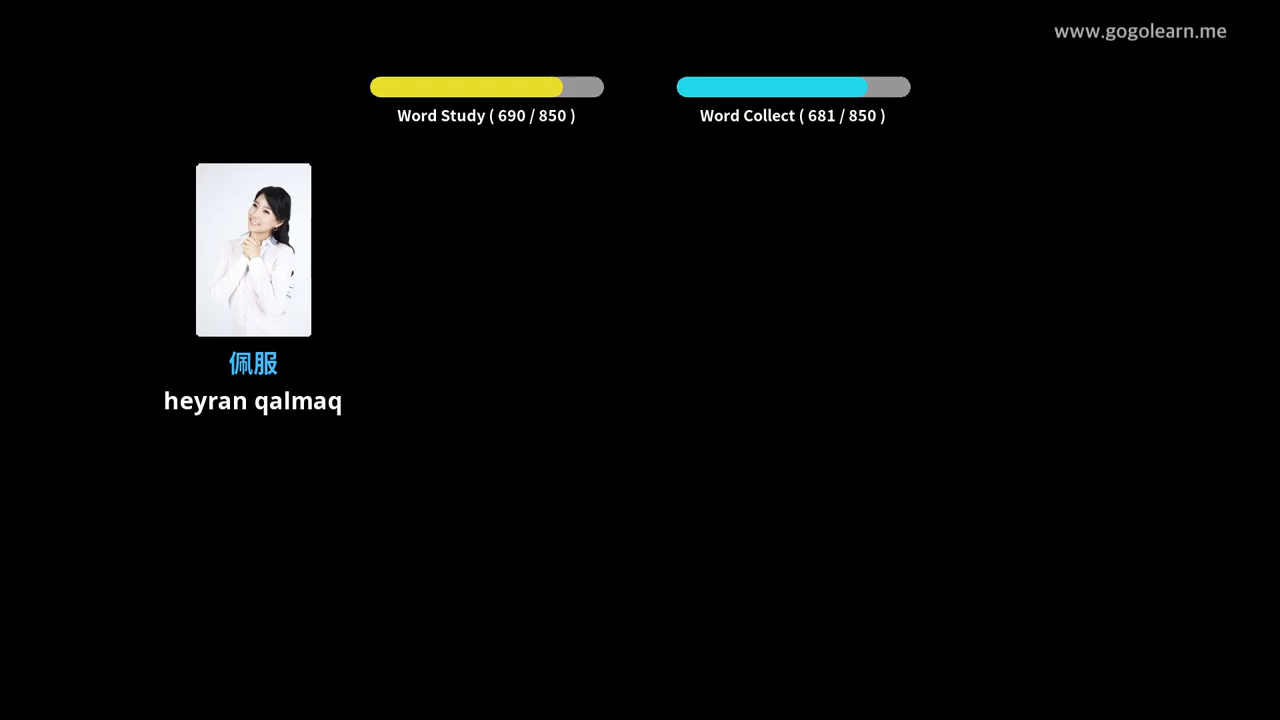 www.gogolearn.me
Word Study ( 690 / 850 )
Word Collect ( 681 / 850 )
佩服
heyran qalmaq